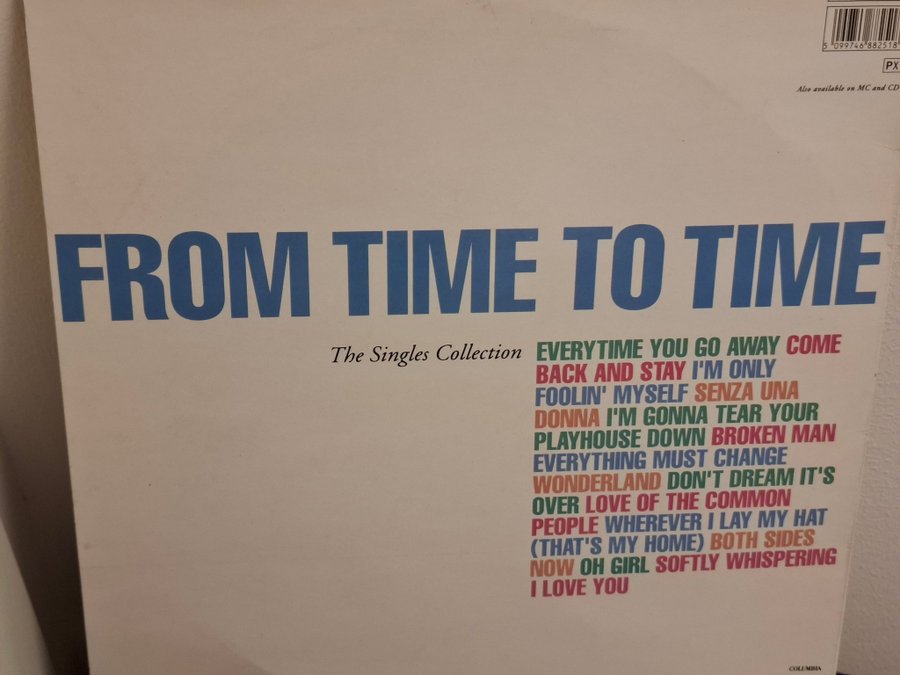 5 099746 882518
PX
Also available on MC and CD
FROM TIME TO TIME
The Singles Collection
EVERYTIME YOU GO AWAY COME
BACK AND STAY I'M ONLY
FOOLIN' MYSELF SENZA UNA
DONNA I'M GONNA TEAR YOUR
PLAYHOUSE DOWN BROKEN MAN
EVERYTHING MUST CHANGE
WONDERLAND DON'T DREAM IT'S
OVER LOVE OF THE COMMON
PEOPLE WHEREVER I LAY MY HAT
(THAT'S MY HOME) BOTH SIDES
NOW OH GIRL SOFTLY WHISPERING
I LOVE YOU
COLUMBIA